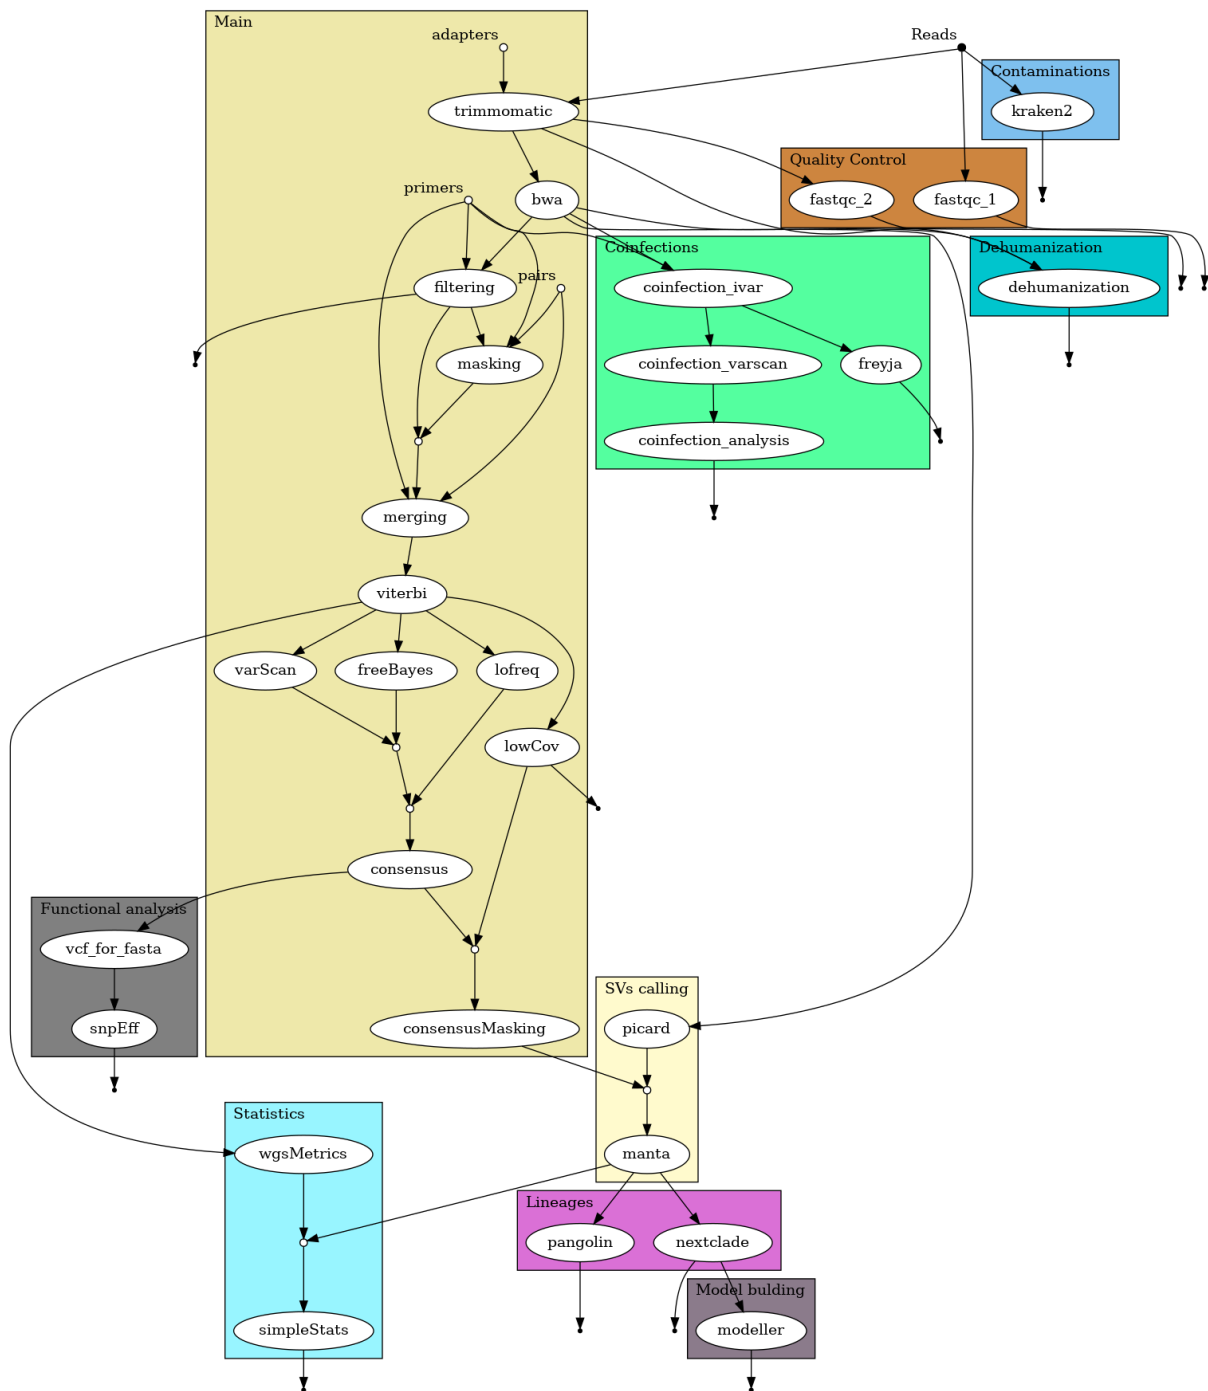 Main
adapters
Reads
Contaminations
trimmomatic
kraken2
Quality Control
primers
bwa
fastqc_2
fastqc_1
Coinfections
Dehumanization
pairs
filtering
coinfection_ivar
dehumanization
masking
coinfection_varscan
freyja
coinfection_analysis
merging
viterbi
varScan
freeBayes
lofreq
lowCov
consensus
Functional analysis
vcf_for_fasta
SVs calling
snpEff
consensusMasking
picard
Statistics
wgsMetrics
manta
Lineages
pangolin
nextclade
Model bulding
simpleStats
modeller